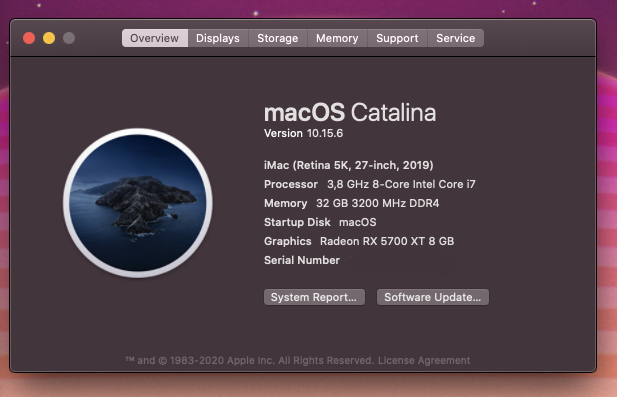 Overview Displays Storage Memory Support Service
macOS Catalina
Version 10.15.6
iMac (Retina 5K, 27-inch, 2019)
Processor 3,8 GHz 8-Core Intel Core i7
Memory 32 GB 3200 MHz DDR4
Startup Disk macOS
Graphics Radeon RX 5700 XT 8 GB
Serial Number
System Report... Software Update...
™ and © 1983-2020 Apple Inc. All Rights Reserved. License Agreement